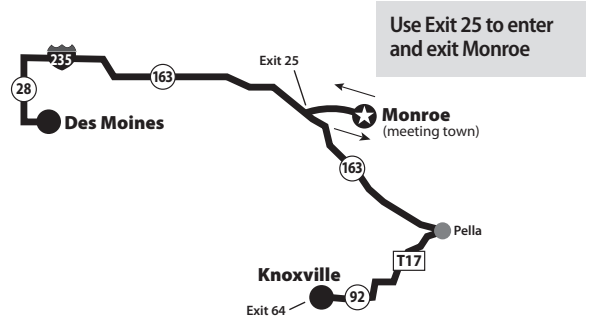 Use Exit 25 to enter
and exit Monroe
235
Exit 25
163
28
Des Moines
Monroe
(meeting town)
163
Pella
T17
Knoxville
92
Exit 64